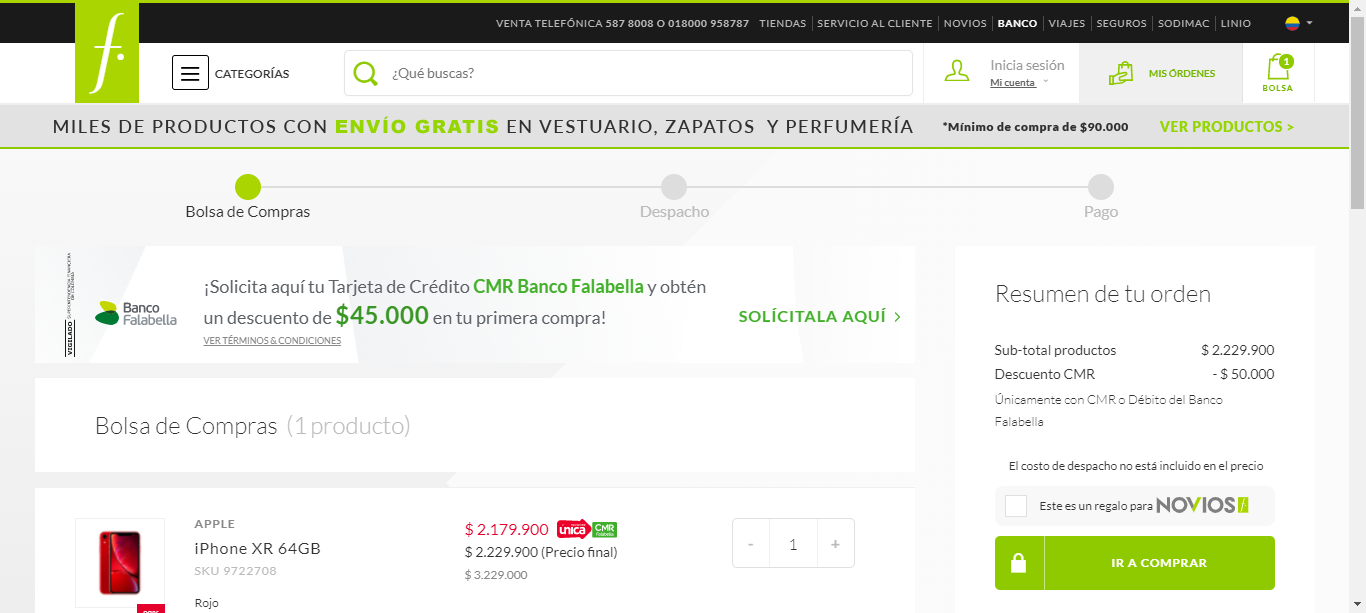 VENTA TELEFÓNICA 587 8008 O 018000 958787 TIENDAS SERVICIO AL CLIENTE NOVIOS BANCO VIAJES SEGUROS SODIMAC LINIO
f.
CATEGORÍAS
¿Qué buscas?
Inicia sesión
Mi cuenta
MIS ÓRDENES
1
BOLSA
MILES DE PRODUCTOS CON ENVÍO GRATIS EN VESTUARIO, ZAPATOS Y PERFUMERÍA *Mínimo de compra de $90.000 VER PRODUCTOS >
Bolsa de Compras
Despacho
Pago
VIGILADO SUPERINTENDENCIA FINANCIERA
DE COLOMBIA
Banco
Falabella
¡Solicita aquí tu Tarjeta de Crédito CMR Banco Falabella y obtén
un descuento de $45.000 en tu primera compra!
VER TÉRMINOS & CONDICIONES
SOLÍCITALA AQUÍ >
Bolsa de Compras (1 producto)
APPLE
iPhone XR 64GB
SKU 9722708
Rojo
$ 2.179.900 única CMR Falabella
$ 2.229.900 (Precio final)
$ 3.229.000
- 1 +
Resumen de tu orden
Sub-total productos $ 2.229.900
Descuento CMR - $ 50.000
Únicamente con CMR o Débito del Banco
Falabella
El costo de despacho no está incluido en el precio
Este es un regalo para NOVIOS f
IR A COMPRAR